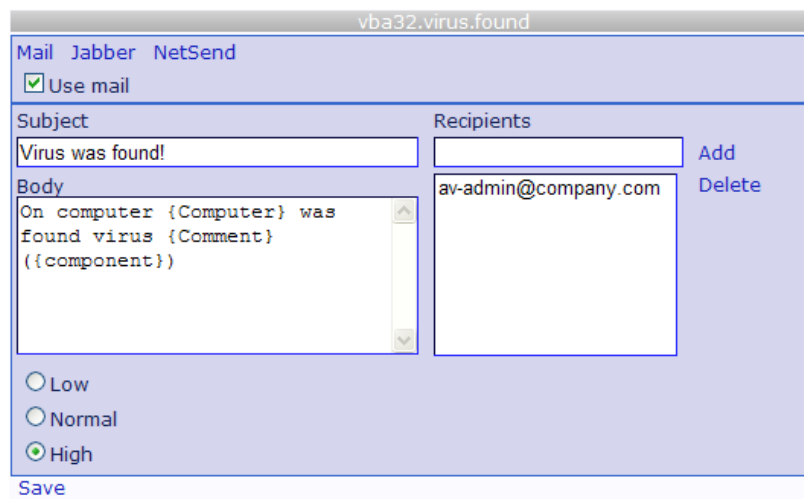 vba32.virus.found
Mail Jabber NetSend
Use mail
Subject
Recipients
Virus was found!
Add
Body
av-admin@company.com
Delete
On computer {Computer} was
found virus {Comment}
({component})
Low
Normal
High
Save